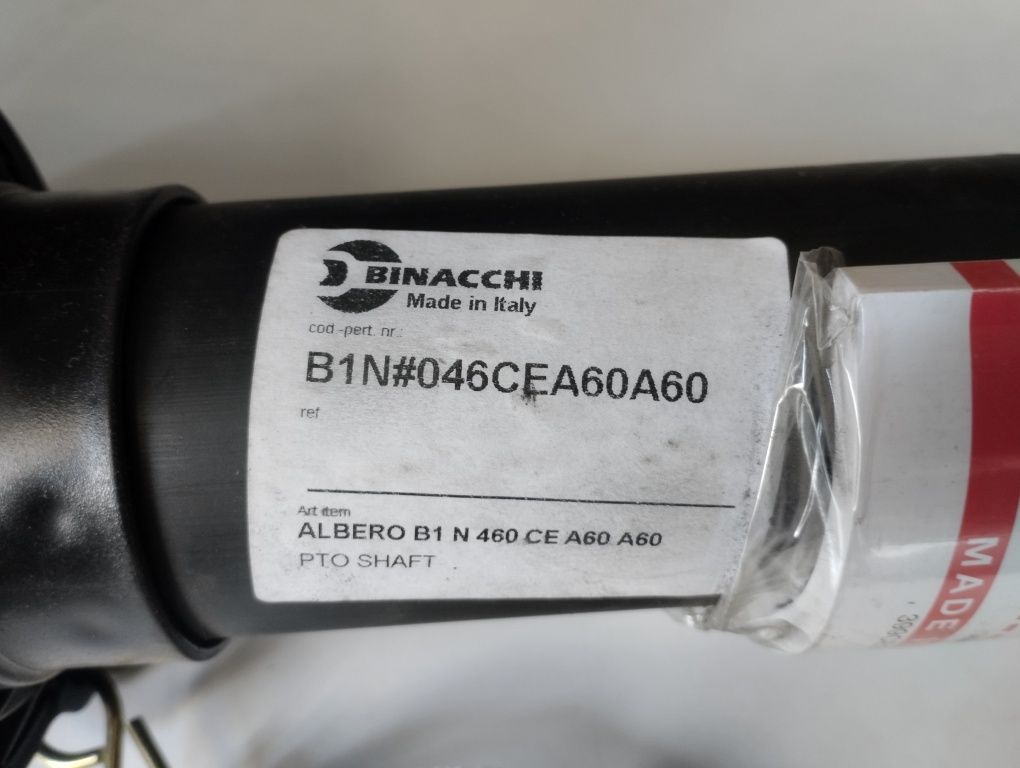 BINACCHI
Made in Italy
cod -pert. nr.:
B1N#046CEA60A60
ref
Art item
ALBERO B1 N 460 CE A60 A60
PTO SHAFT
MADE